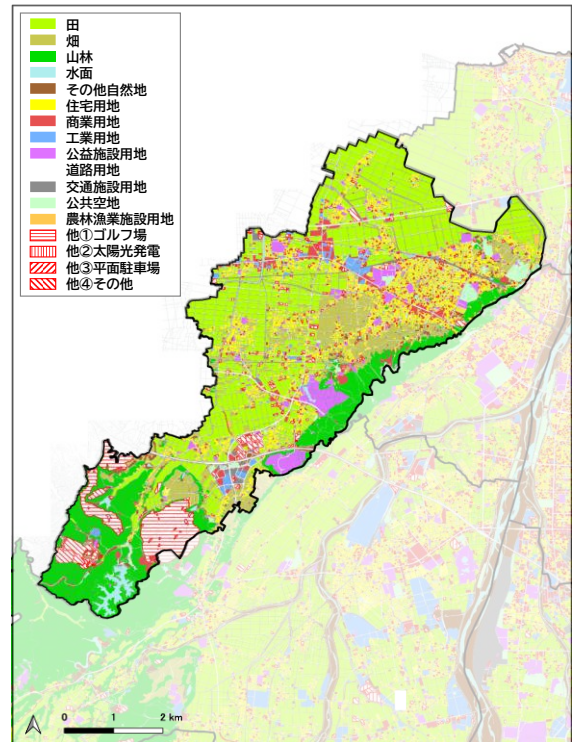 田
畑
山林
水面
その他自然地
住宅用地
商業用地
工業用地
公益施設用地
道路用地
交通施設用地
公共空地
農林漁業施設用地
他①ゴルフ場
他②太陽光発電
他③平面駐車場
他④その他
0 1 2 km